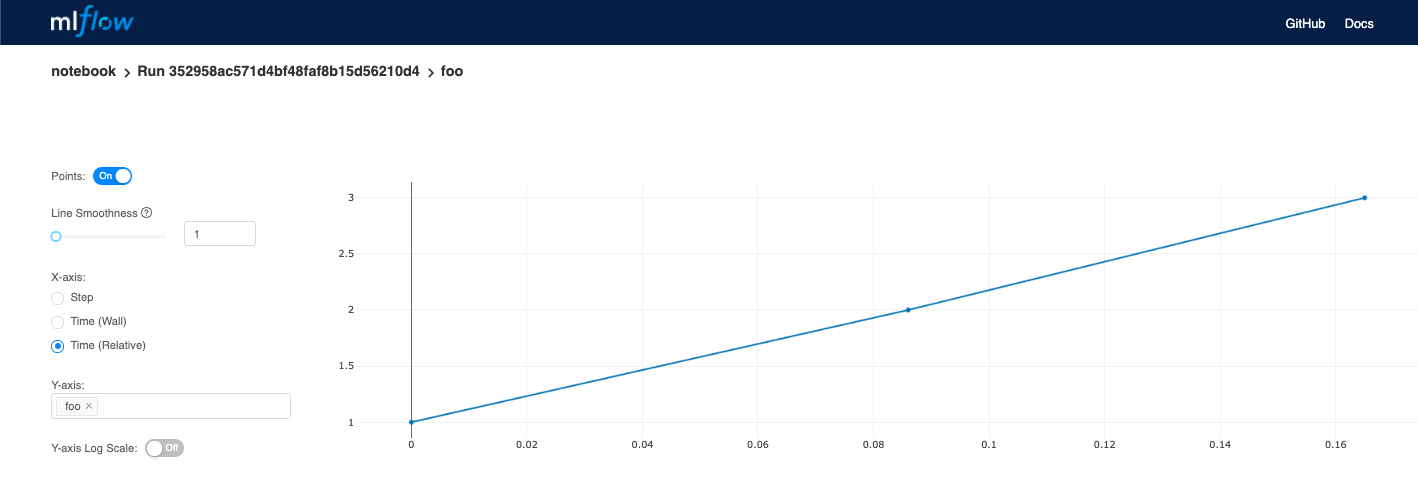 mlflow
GitHub Docs
notebook > Run 352958ac571d4bf48faf8b15d56210d4 > foo
Points: On
Line Smoothness ?
1
X-axis:
Step
Time (Wall)
Time (Relative)
Y-axis:
foo ×
Y-axis Log Scale: Off
3
2.5
2
1.5
1
0 0.02 0.04 0.06 0.08 0.1 0.12 0.14 0.16